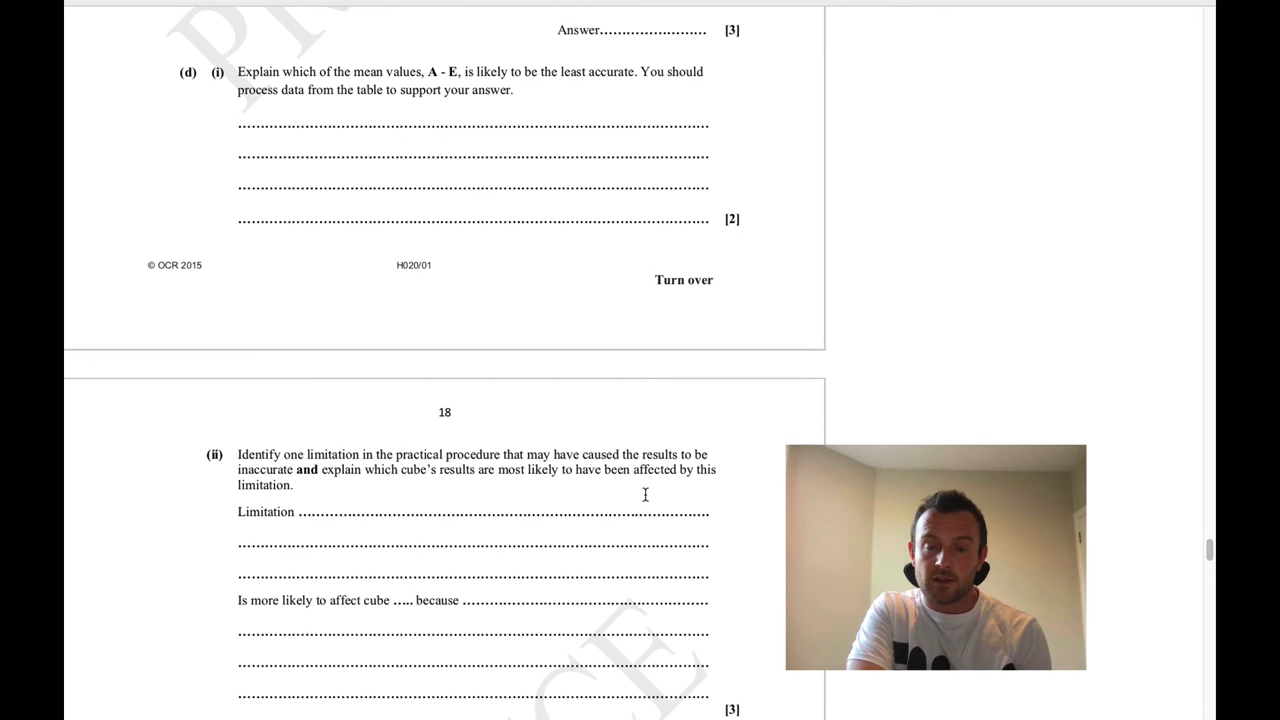 Answer........................ [3]
(d) (i) Explain which of the mean values, A - E, is likely to be the least accurate. You should
process data from the table to support your answer.
[2]
© OCR 2015 H020/01
Turn over
18
(ii) Identify one limitation in the practical procedure that may have caused the results to be
inaccurate and explain which cube's results are most likely to have been affected by this
limitation.
Limitation ....................
Is more likely to affect cube ..... because ....................
[3]